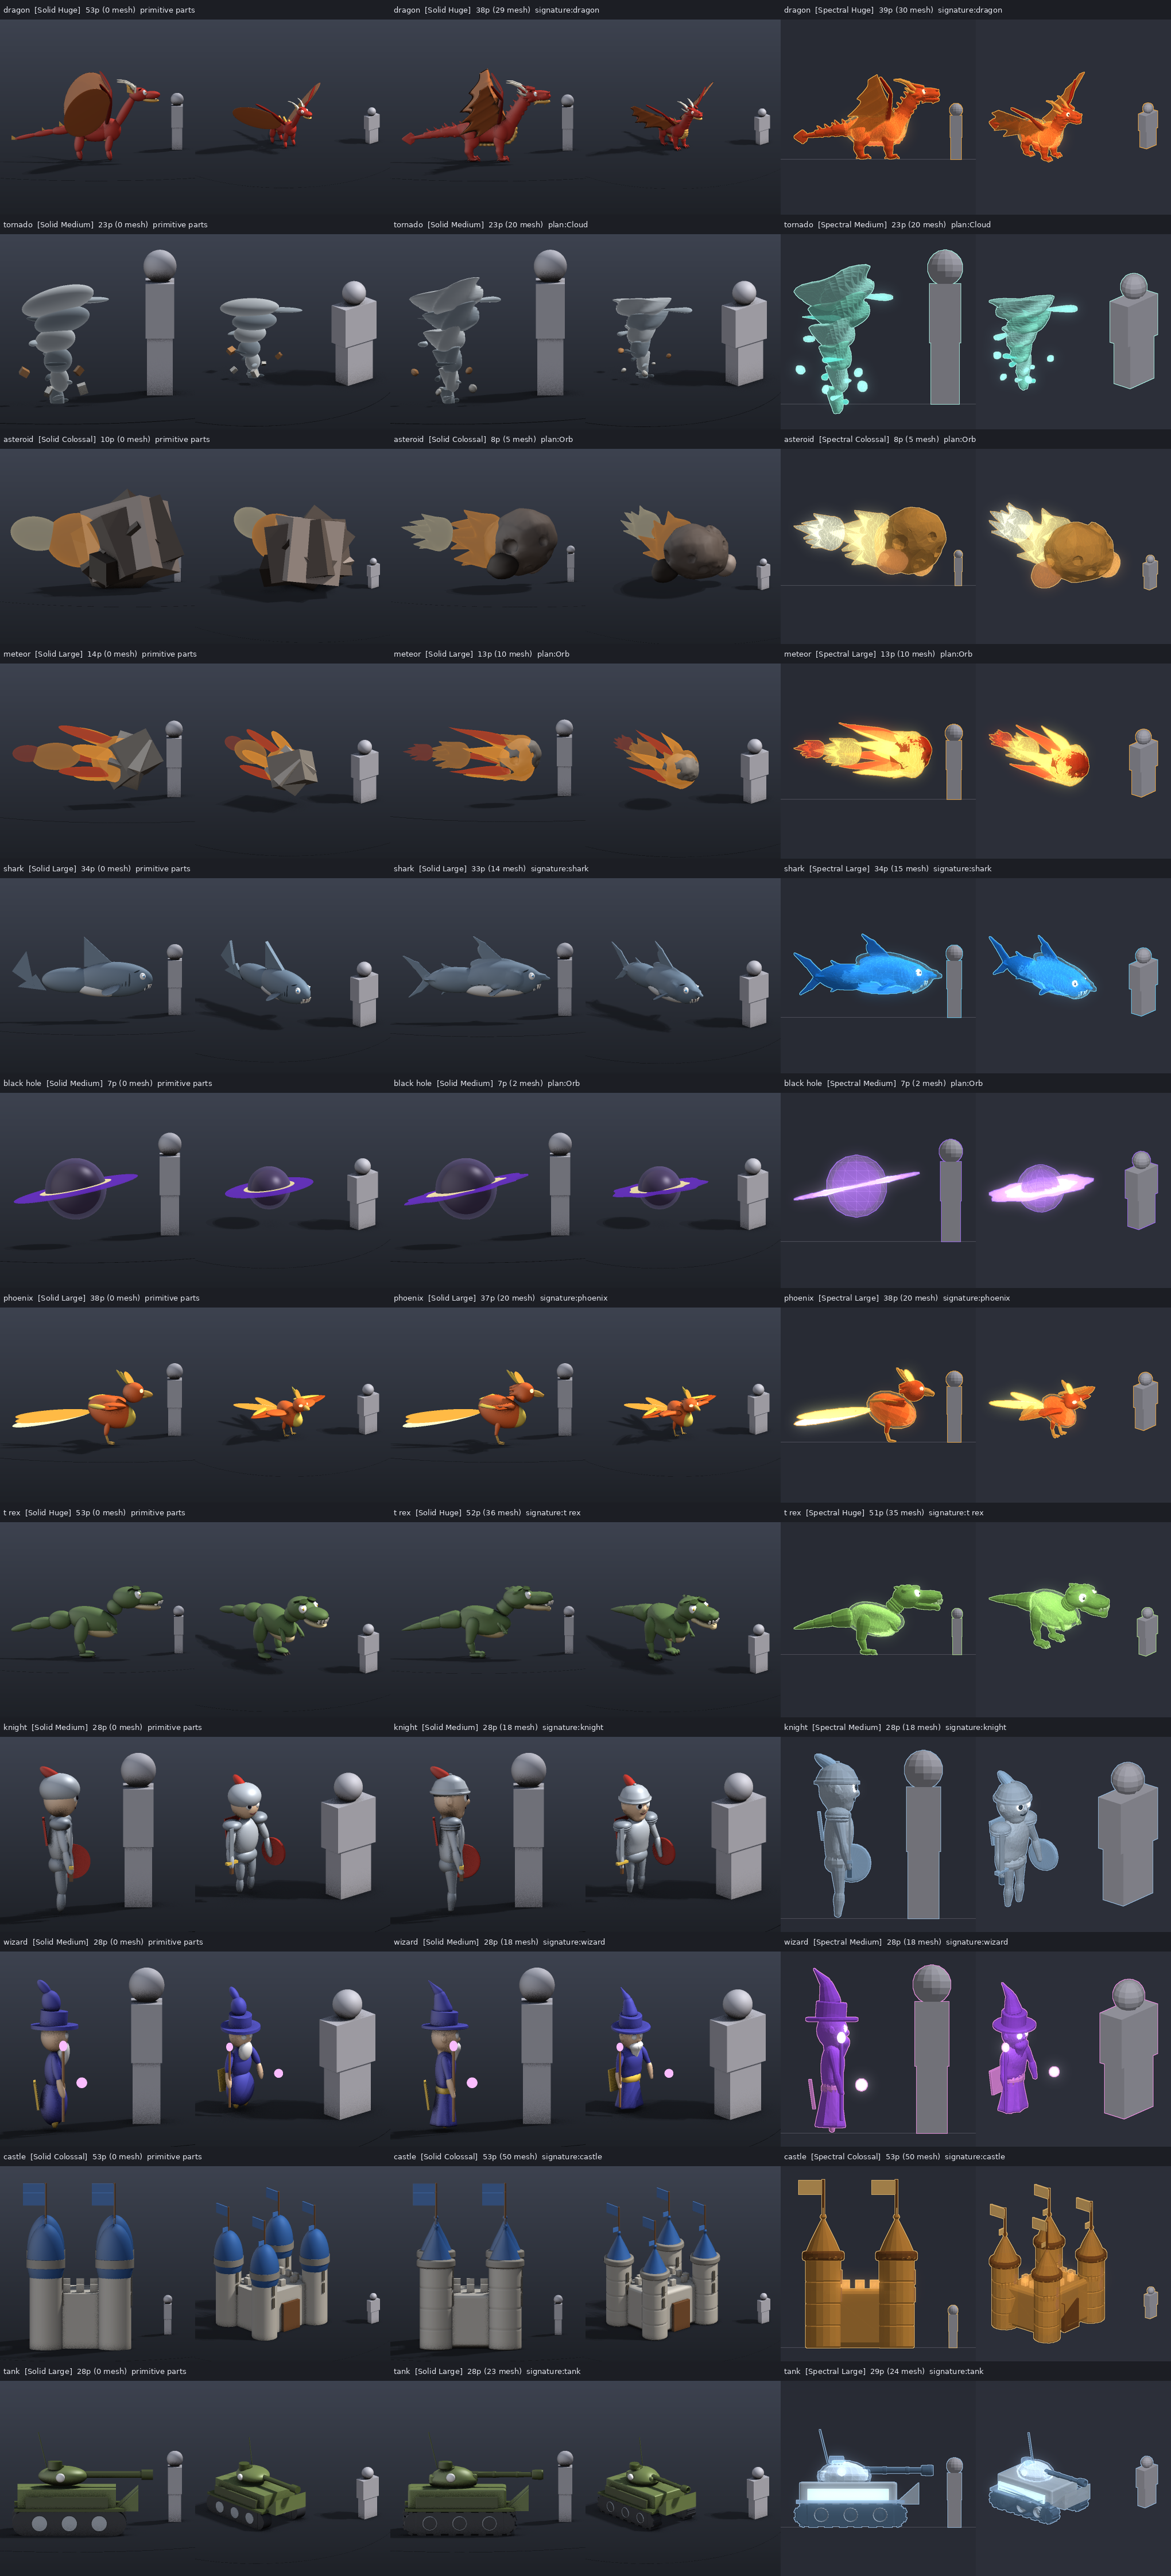 dragon [Solid Huge] 53p (0 mesh) primitive parts
dragon [Solid Huge] 38p (29 mesh) signature:dragon
dragon [Spectral Huge] 39p (30 mesh) signature:dragon
tornado [Solid Medium] 23p (0 mesh) primitive parts
tornado [Solid Medium] 23p (20 mesh) plan:Cloud
tornado [Spectral Medium] 23p (20 mesh) plan:Cloud
asteroid [Solid Colossal] 10p (0 mesh) primitive parts
asteroid [Solid Colossal] 8p (5 mesh) plan:Orb
asteroid [Spectral Colossal] 8p (5 mesh) plan:Orb
meteor [Solid Large] 14p (0 mesh) primitive parts
meteor [Solid Large] 13p (10 mesh) plan:Orb
meteor [Spectral Large] 13p (10 mesh) plan:Orb
shark [Solid Large] 34p (0 mesh) primitive parts
shark [Solid Large] 33p (14 mesh) signature:shark
shark [Spectral Large] 34p (15 mesh) signature:shark
black hole [Solid Medium] 7p (0 mesh) primitive parts
black hole [Solid Medium] 7p (2 mesh) plan:Orb
black hole [Spectral Medium] 7p (2 mesh) plan:Orb
phoenix [Solid Large] 38p (0 mesh) primitive parts
phoenix [Solid Large] 37p (20 mesh) signature:phoenix
phoenix [Spectral Large] 38p (20 mesh) signature:phoenix
t rex [Solid Huge] 53p (0 mesh) primitive parts
t rex [Solid Huge] 52p (36 mesh) signature:t rex
t rex [Spectral Huge] 51p (35 mesh) signature:t rex
knight [Solid Medium] 28p (0 mesh) primitive parts
knight [Solid Medium] 28p (18 mesh) signature:knight
knight [Spectral Medium] 28p (18 mesh) signature:knight
wizard [Solid Medium] 28p (0 mesh) primitive parts
wizard [Solid Medium] 28p (18 mesh) signature:wizard
wizard [Spectral Medium] 28p (18 mesh) signature:wizard
castle [Solid Colossal] 53p (0 mesh) primitive parts
castle [Solid Colossal] 53p (50 mesh) signature:castle
castle [Spectral Colossal] 53p (50 mesh) signature:castle
tank [Solid Large] 28p (0 mesh) primitive parts
tank [Solid Large] 28p (23 mesh) signature:tank
tank [Spectral Large] 29p (24 mesh) signature:tank